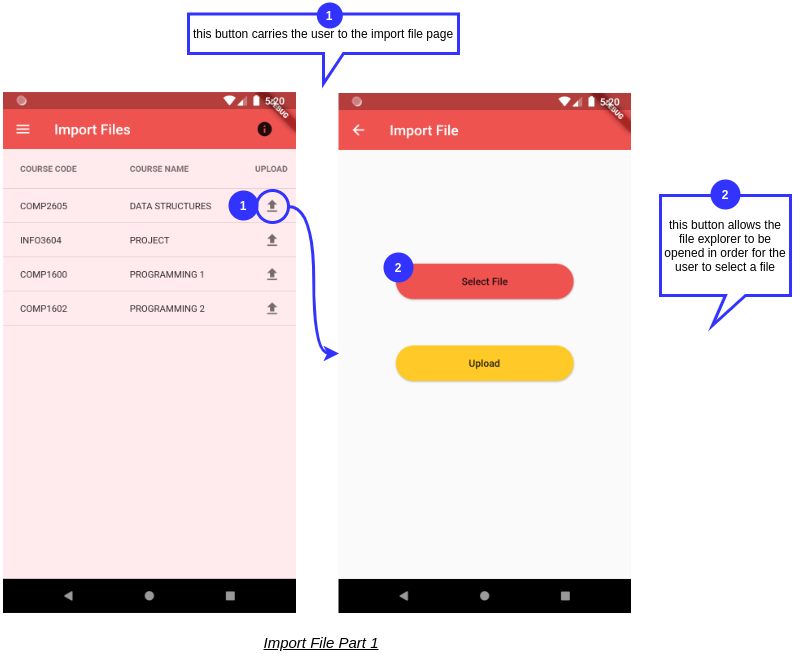 1
this button carries the user to the import file page
5:20
DEBUG
Import Files
COURSE CODE COURSE NAME UPLOAD
COMP2605 DATA STRUCTURES 1
INFO3604 PROJECT
COMP1600 PROGRAMMING 1
COMP1602 PROGRAMMING 2
5:20
DEBUG
Import File
2
Select File
Upload
2
this button allows the
file explorer to be
opened in order for the
user to select a file
Import File Part 1